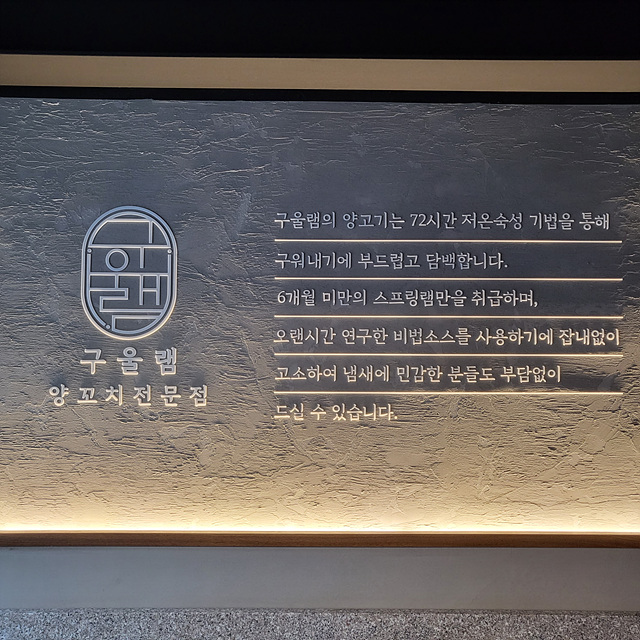 구울램
구울램
양꼬치전문점
구울램의 양고기는 72시간 저온숙성 기법을 통해
구워내기에 부드럽고 담백합니다.
6개월 미만의 스프링램만을 취급하며,
오랜시간 연구한 비법소스를 사용하기에 잡내없이
고소하여 냄새에 민감한 분들도 부담없이
드실 수 있습니다.